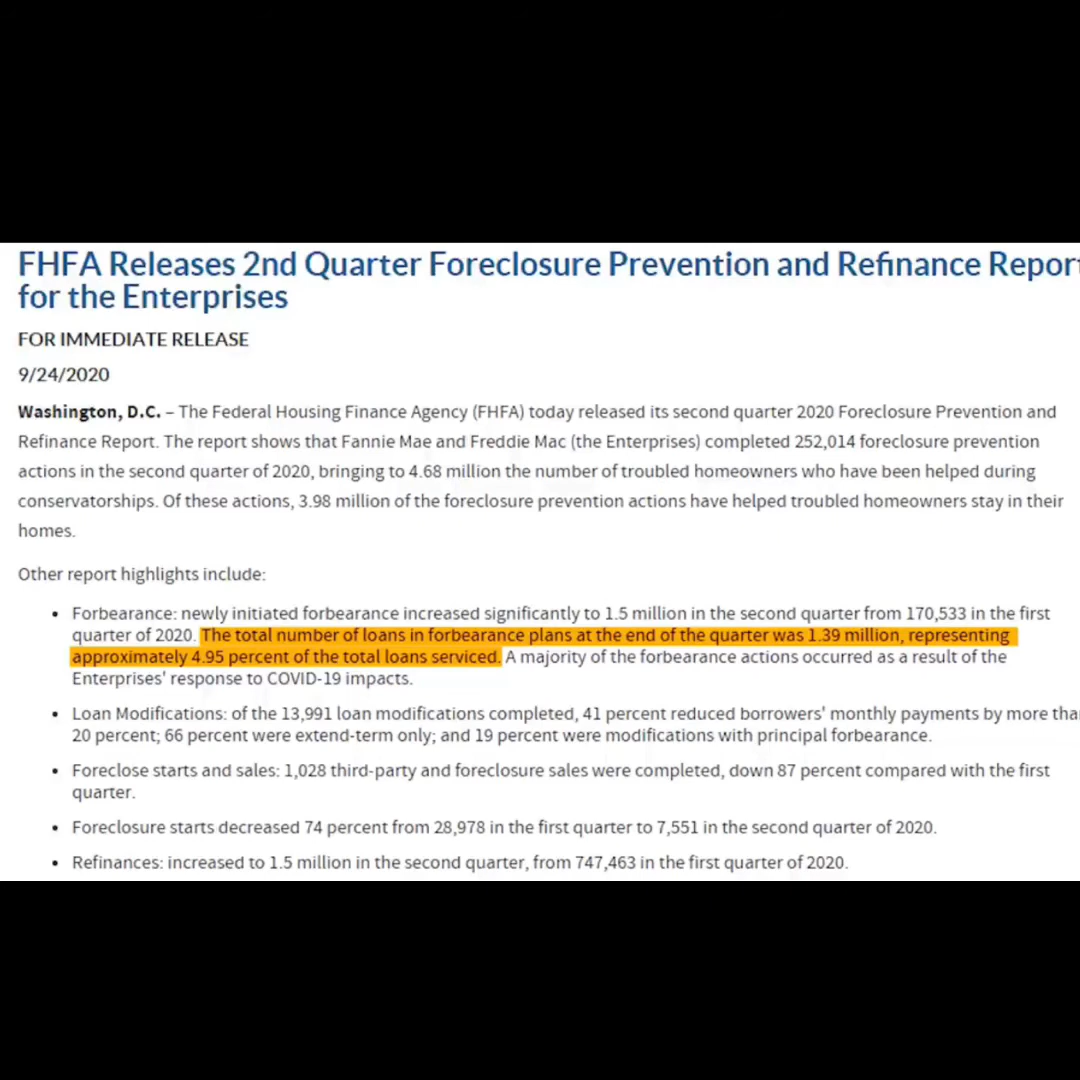 FHFA Releases 2nd Quarter Foreclosure Prevention and Refinance Report
for the Enterprises
FOR IMMEDIATE RELEASE
9/24/2020
Washington, D.C. – The Federal Housing Finance Agency (FHFA) today released its second quarter 2020 Foreclosure Prevention and
Refinance Report. The report shows that Fannie Mae and Freddie Mac (the Enterprises) completed 252,014 foreclosure prevention
actions in the second quarter of 2020, bringing to 4.68 million the number of troubled homeowners who have been helped during
conservatorships. Of these actions, 3.98 million of the foreclosure prevention actions have helped troubled homeowners stay in their
homes.
Other report highlights include:
• Forbearance: newly initiated forbearance increased significantly to 1.5 million in the second quarter from 170,533 in the first
quarter of 2020. The total number of loans in forbearance plans at the end of the quarter was 1.39 million, representing
approximately 4.95 percent of the total loans serviced. A majority of the forbearance actions occurred as a result of the
Enterprises' response to COVID-19 impacts.
• Loan Modifications: of the 13,991 loan modifications completed, 41 percent reduced borrowers' monthly payments by more tha
20 percent; 66 percent were extend-term only; and 19 percent were modifications with principal forbearance.
• Foreclose starts and sales: 1,028 third-party and foreclosure sales were completed, down 87 percent compared with the first
quarter.
• Foreclosure starts decreased 74 percent from 28,978 in the first quarter to 7,551 in the second quarter of 2020.
• Refinances: increased to 1.5 million in the second quarter, from 747,463 in the first quarter of 2020.